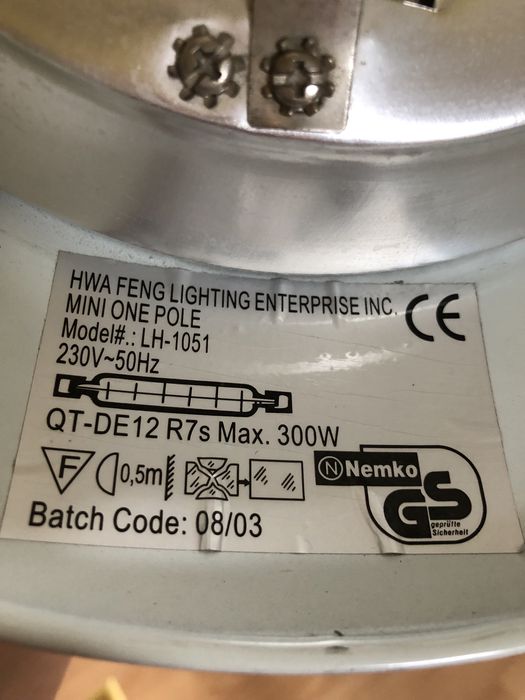 HWA FENG LIGHTING ENTERPRISE INC.
CE
MINI ONE POLE
Model#.: LH-1051
230V~50Hz
QT-DE12 R7s Max. 300W
F 0,5m
N Nemko
GS
geprüfte
Sicherheit
Batch Code: 08/03